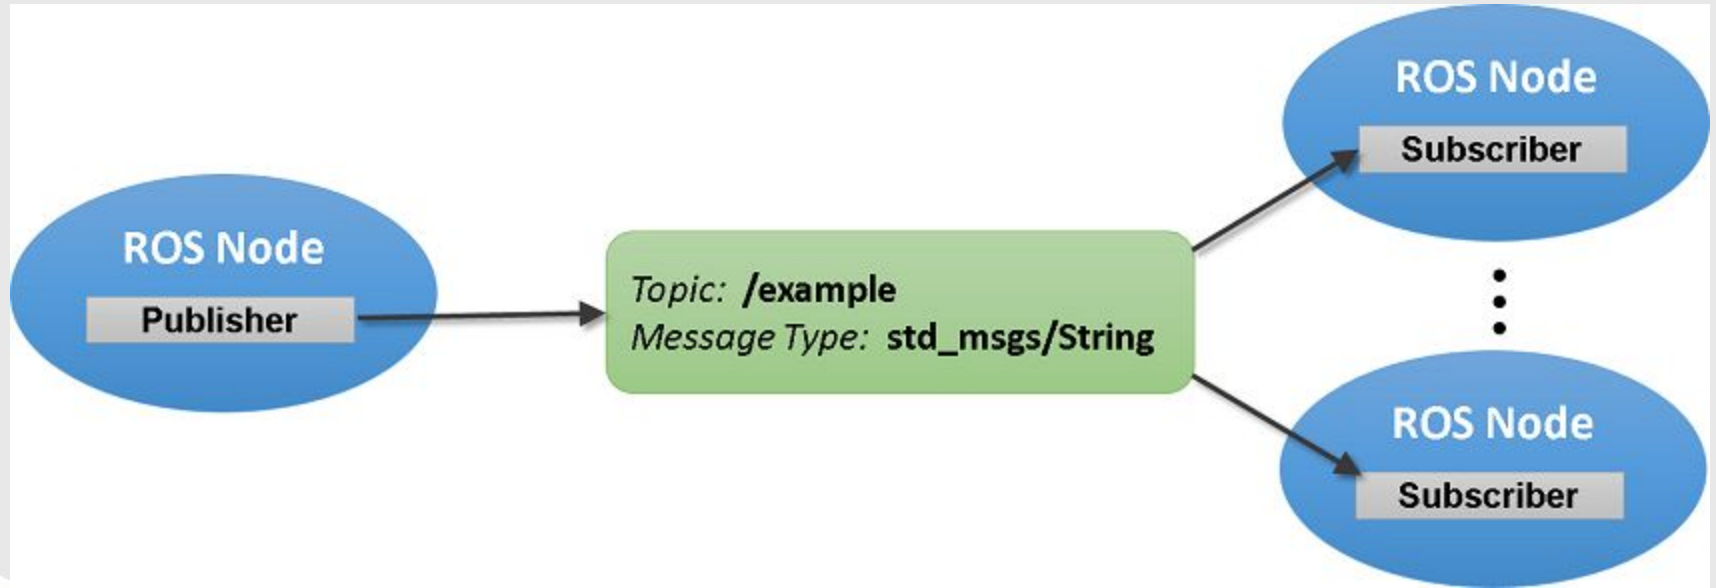 ROS Node
Publisher
Topic: /example
Message Type: std_msgs/String
ROS Node
Subscriber
ROS Node
Subscriber